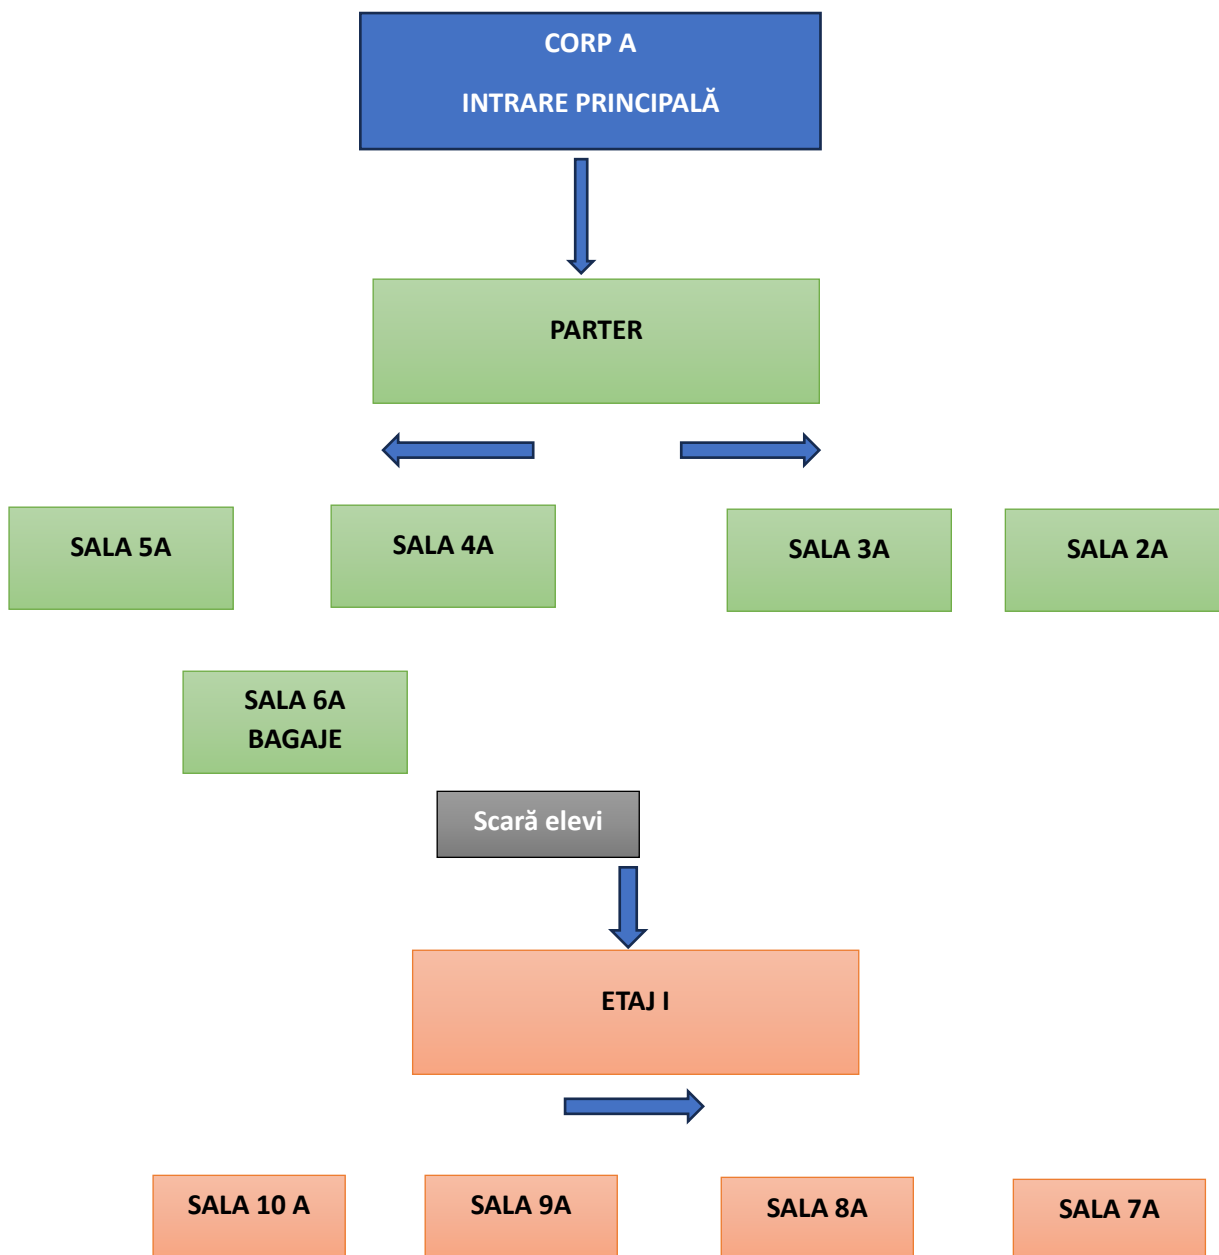 CORP A
INTRARE PRINCIPALĂ
PARTER
SALA 5A
SALA 4A
SALA 3A
SALA 2A
SALA 6A
BAGAJE
Scară elevi
ETAJ I
SALA 10 A
SALA 9A
SALA 8A
SALA 7A